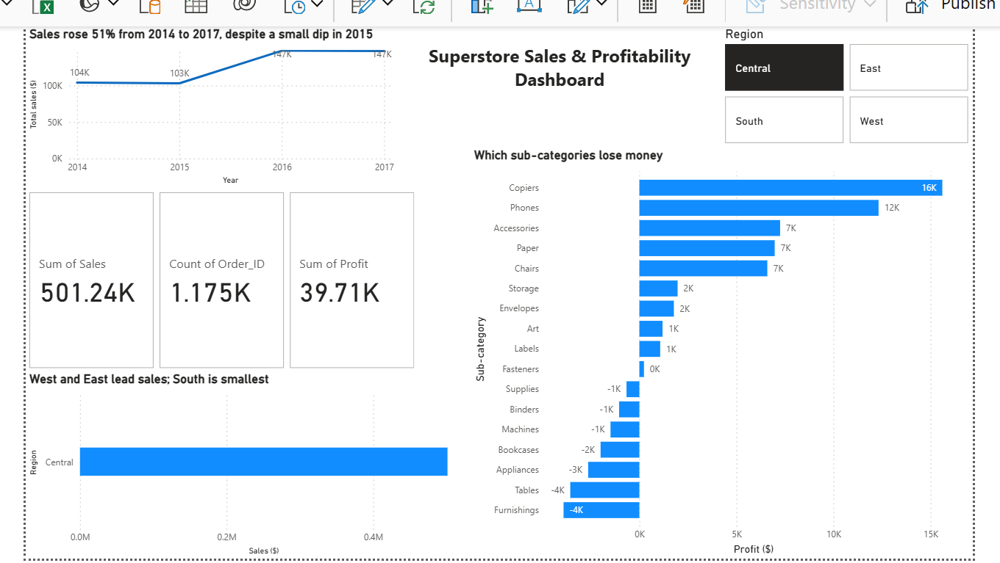 Sensitivity
Publish
Sales rose 51% from 2014 to 2017, despite a small dip in 2015
Total sales ($)
100K
50K
0K
104K
103K
147K
147K
2014
2015
2016
2017
Year
Superstore Sales & Profitability
Dashboard
Region
Central
East
South
West
Sum of Sales
501.24K
Count of Order_ID
1.175K
Sum of Profit
39.71K
West and East lead sales; South is smallest
Region
Central
0.0M
0.2M
0.4M
Sales ($)
Which sub-categories lose money
Sub-category
Copiers
16K
Phones
12K
Accessories
7K
Paper
7K
Chairs
7K
Storage
2K
Envelopes
2K
Art
1K
Labels
1K
Fasteners
0K
Supplies
-1K
Binders
-1K
Machines
-1K
Bookcases
-2K
Appliances
-3K
Tables
-4K
Furnishings
-4K
0K
5K
10K
15K
Profit ($)